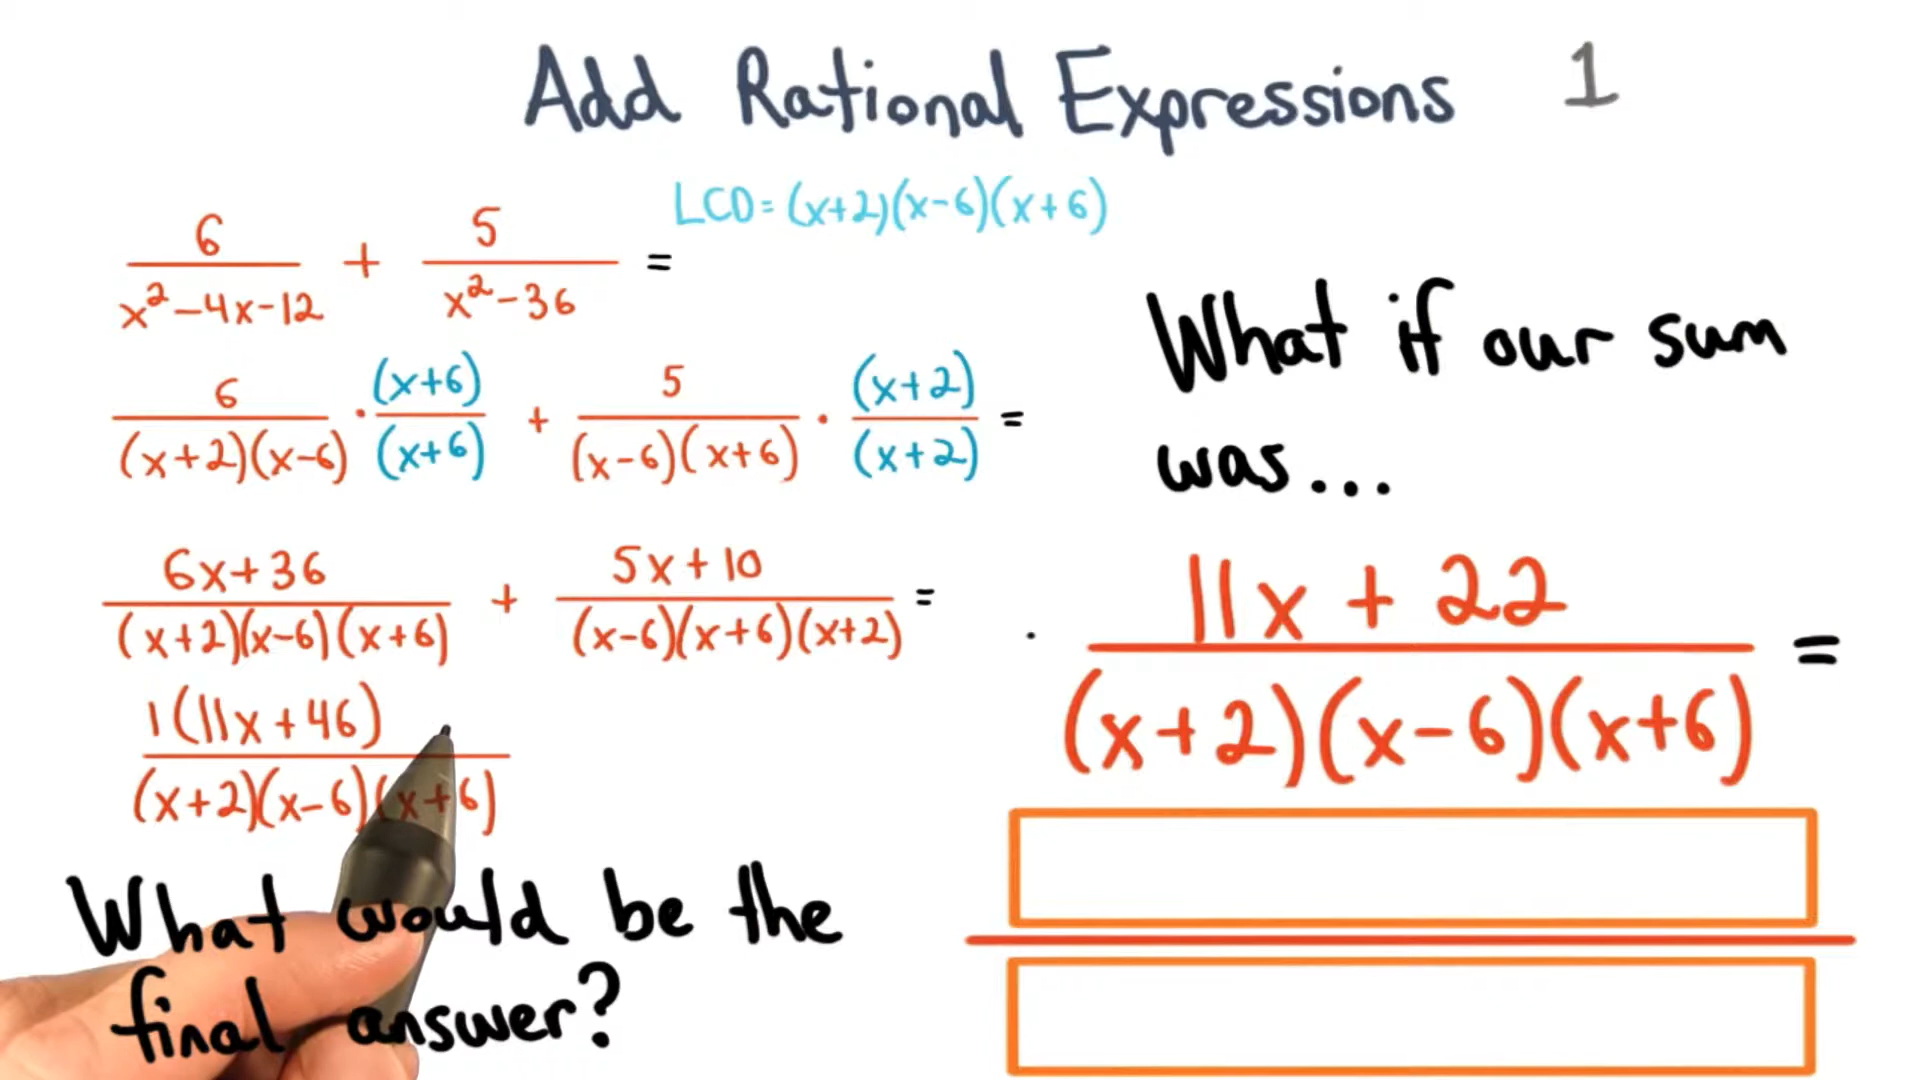 Add Rational Expressions 1
LCD = (x+2)(x-6)(x+6)
6/(x²-4x-12) + 5/(x²-36) =
6/((x+2)(x-6)) · (x+6)/(x+6) + 5/((x-6)(x+6)) · (x+2)/(x+2) =
(6x+36)/((x+2)(x-6)(x+6)) + (5x+10)/((x-6)(x+6)(x+2)) =
1(11x+46)/((x+2)(x-6)(x+6))
What would be the
final answer?
What if our sum
was...
(11x + 22)/((x+2)(x-6)(x+6)) =